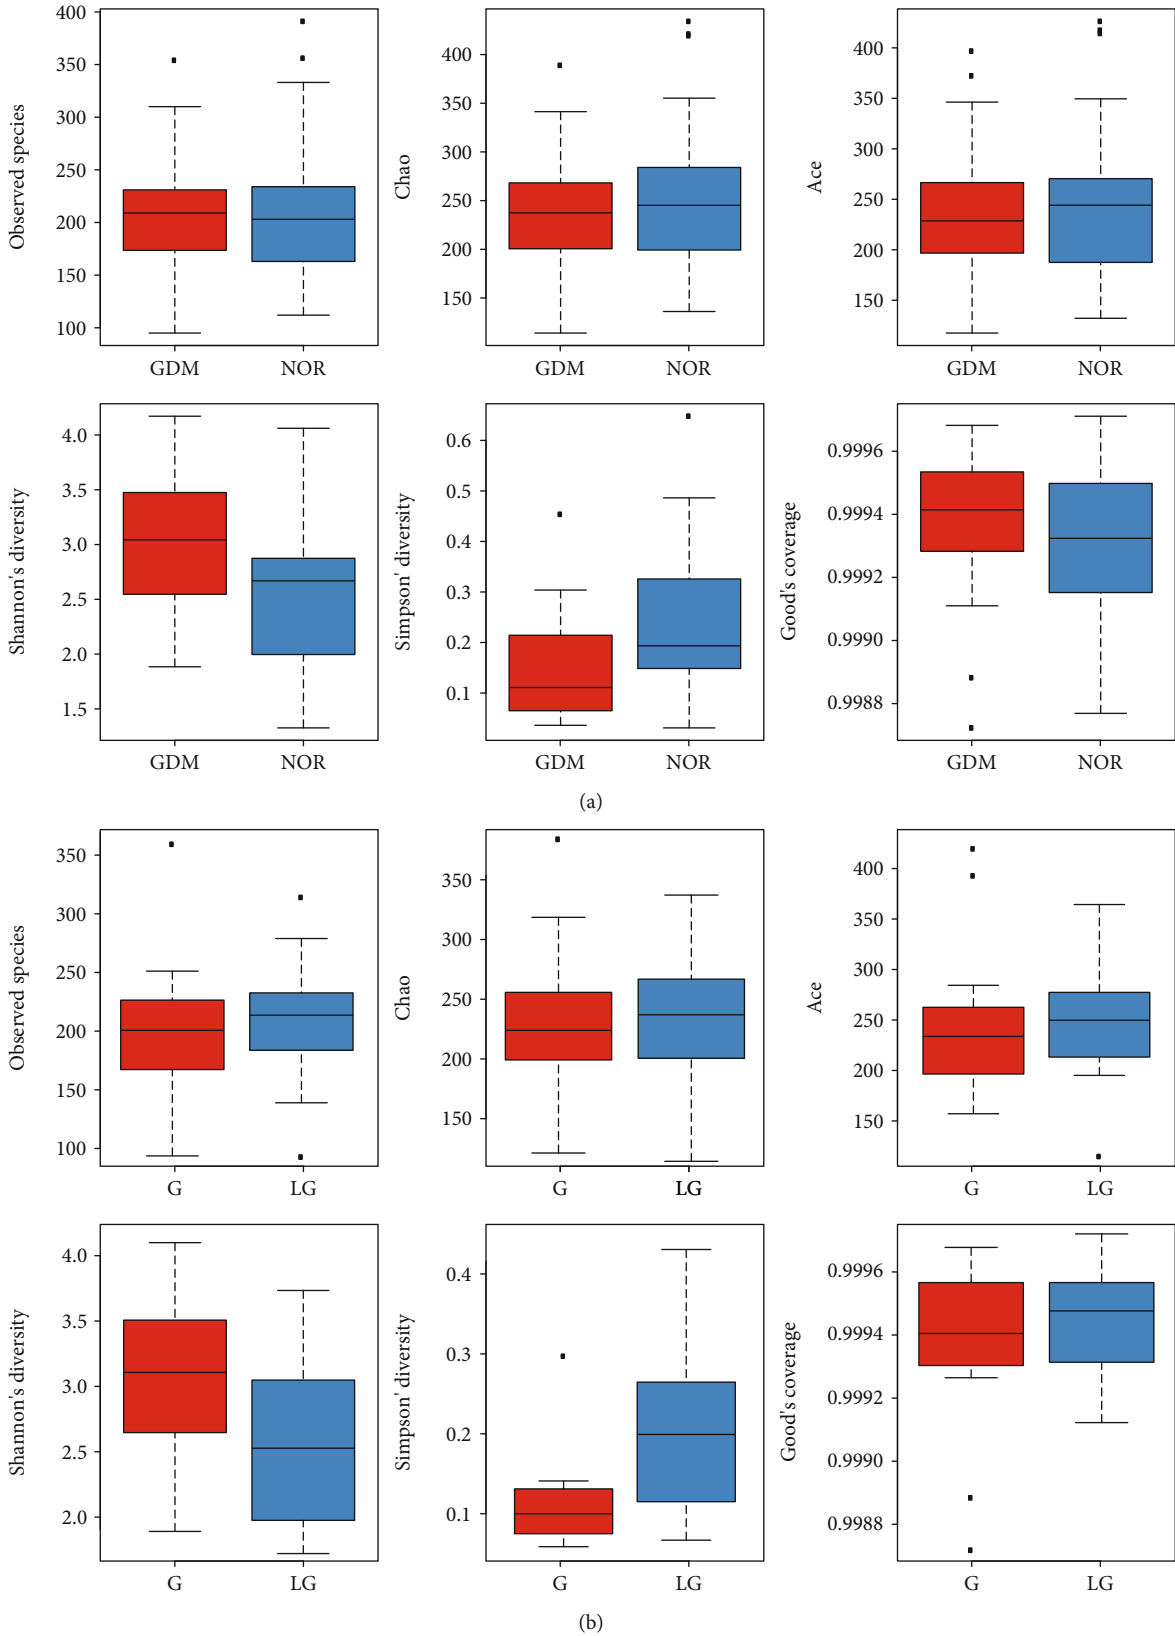 Observed species
400
350
300
250
200
150
100
GDM NOR
Chao
400
350
300
250
200
150
GDM NOR
Ace
400
350
300
250
200
150
GDM NOR
Shannon's diversity
4.0
3.5
3.0
2.5
2.0
1.5
GDM NOR
Simpson' diversity
0.6
0.5
0.4
0.3
0.2
0.1
GDM NOR
Good's coverage
0.9996
0.9994
0.9992
0.9990
0.9988
GDM NOR
(a)
Observed species
350
300
250
200
150
100
G LG
Chao
350
300
250
200
150
G LG
Ace
400
350
300
250
200
150
G LG
Shannon's diversity
4.0
3.5
3.0
2.5
2.0
G LG
Simpson' diversity
0.4
0.3
0.2
0.1
G LG
Good's coverage
0.9996
0.9994
0.9992
0.9990
0.9988
G LG
(b)